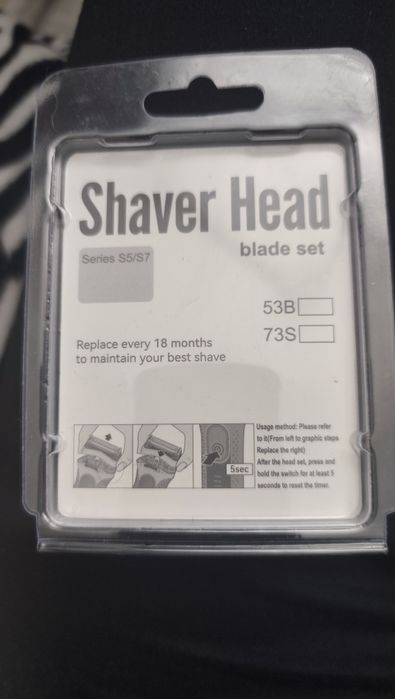 Shaver Head
blade set
Series S5/S7
53B
73S
Replace every 18 months
to maintain your best shave
5sec
Usage method: Please refer
to it(From left to graphic steps
Replace the right)
After the head set, press and
hold the switch for at least 5
seconds to reset the timer.